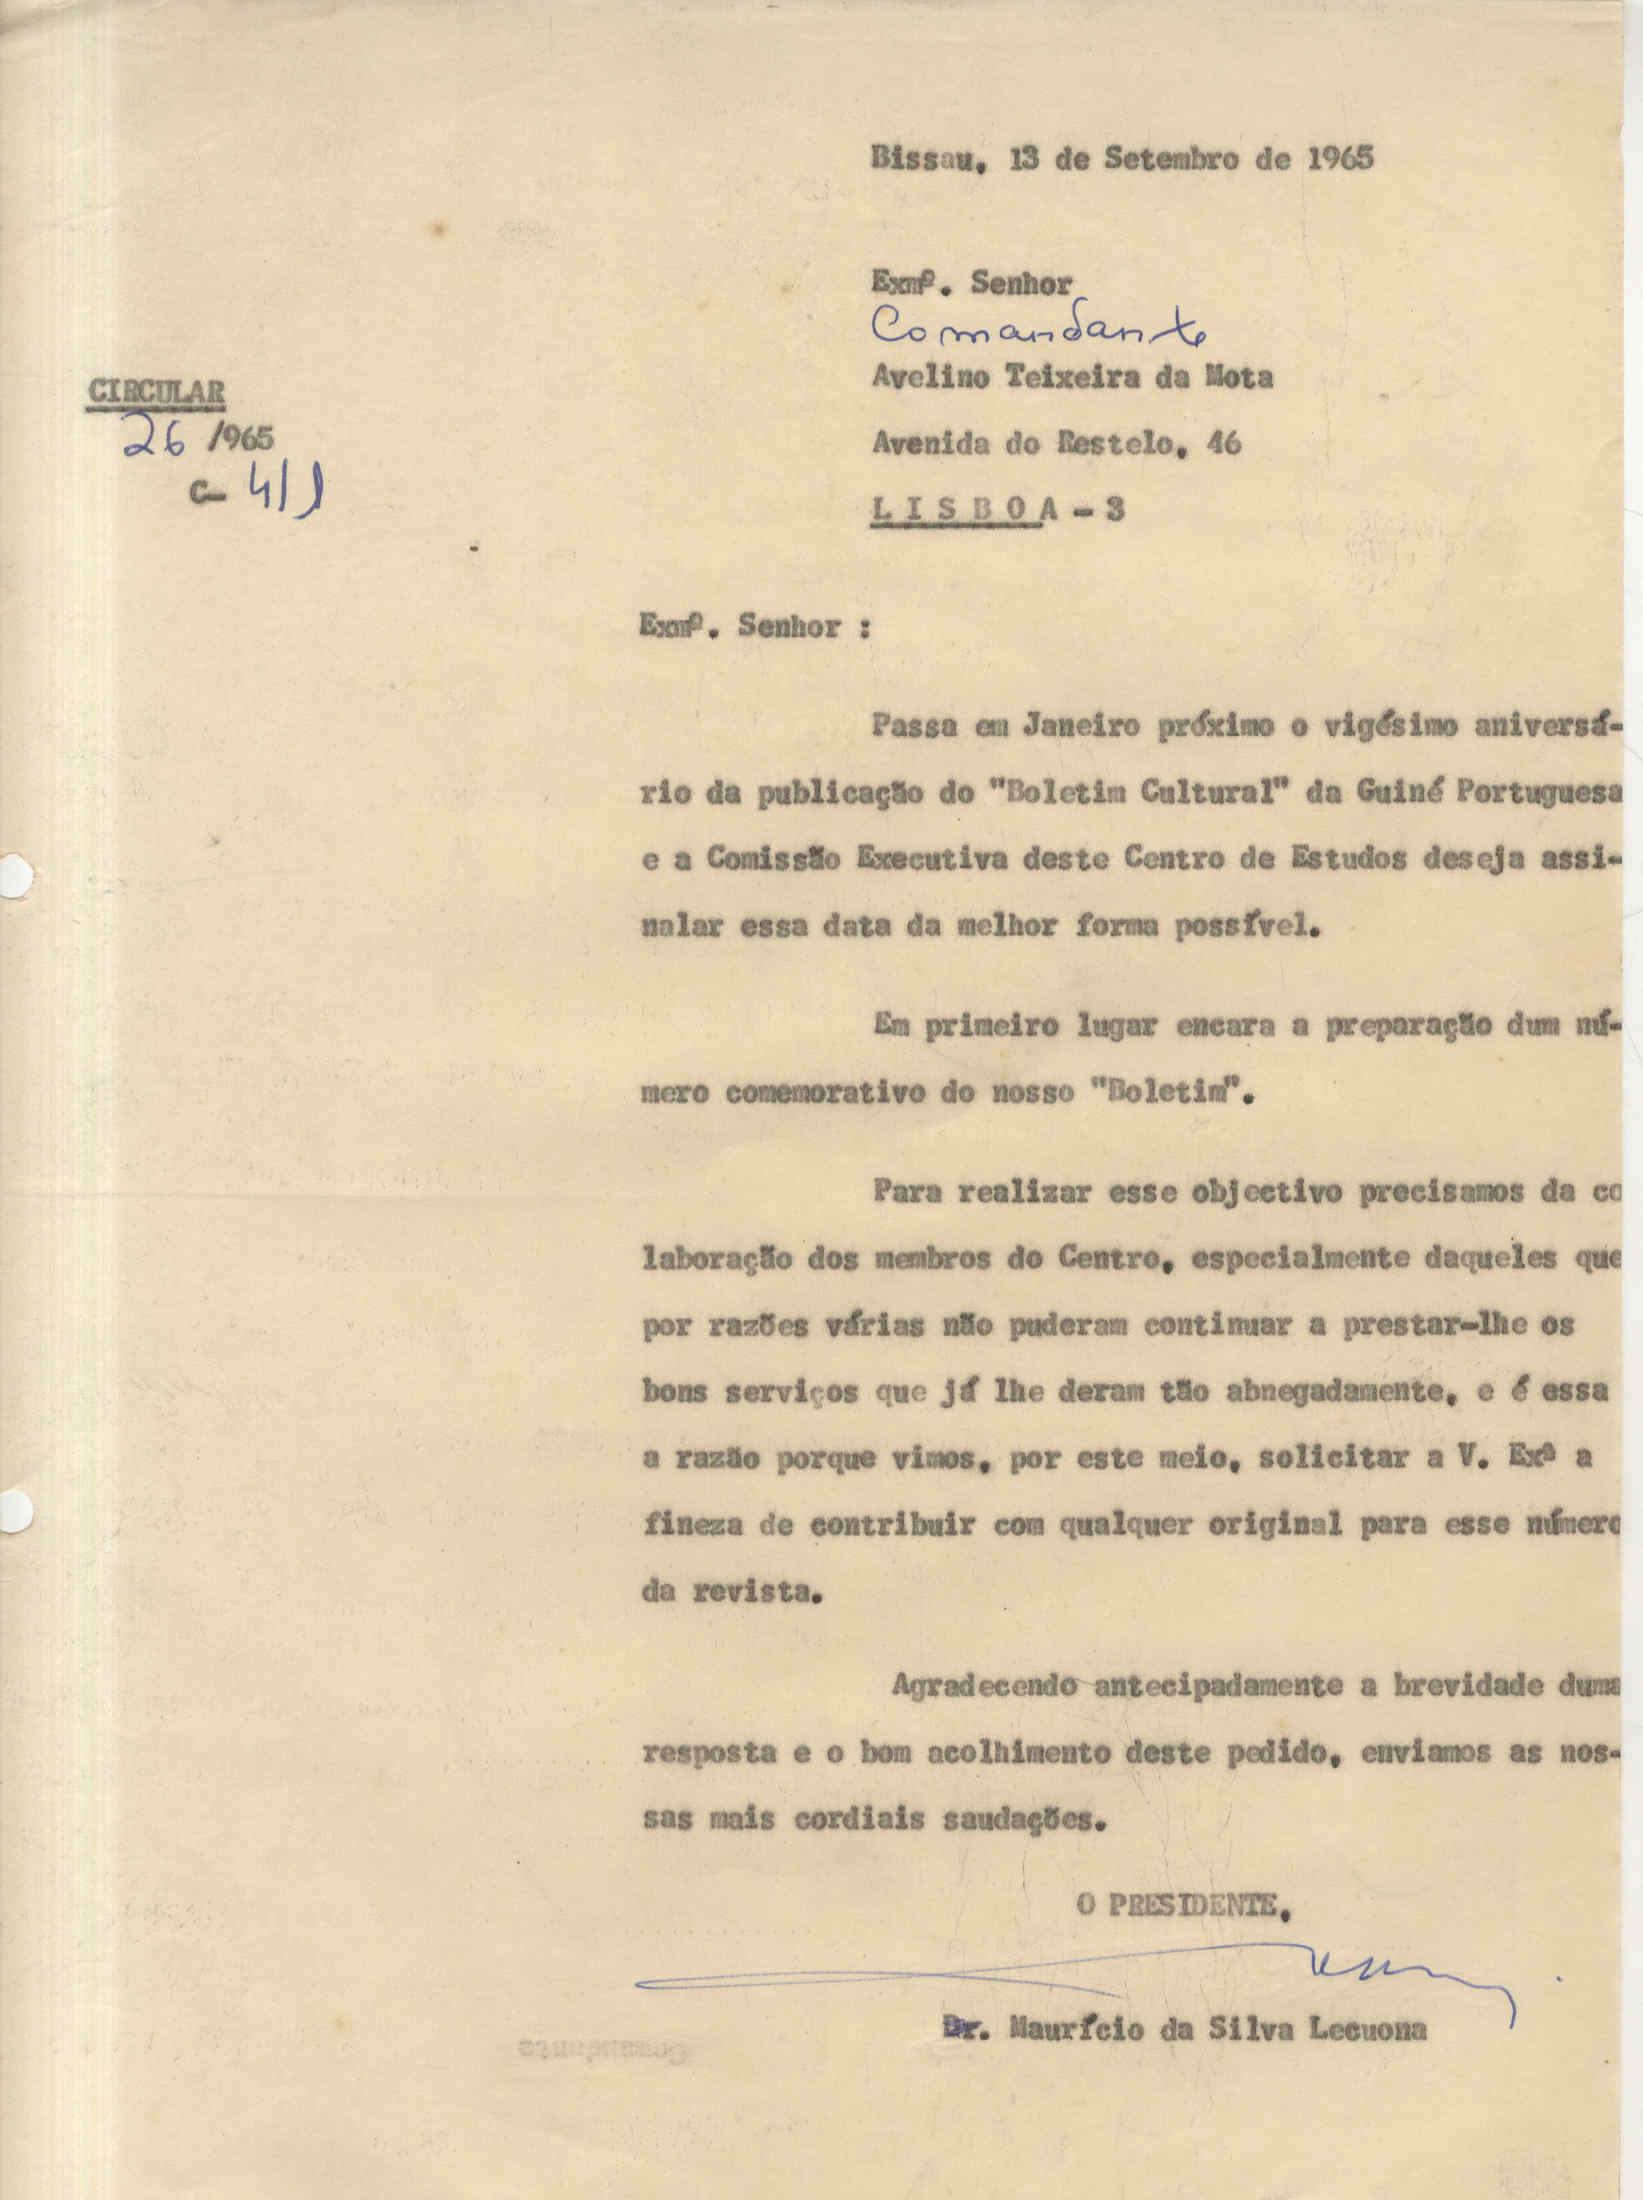 Bissau, 13 de Setembro de 1965
Exmº. Senhor
Comandante
Avelino Teixeira da Mota
CIRCULAR
26 /965
C- 4/1
Avenida do Restelo, 46
L I S B O A - 3
Exmº. Senhor :
Passa em Janeiro próximo o vigésimo aniversá-
rio da publicação do "Boletim Cultural" da Guiné Portuguesa
e a Comissão Executiva deste Centro de Estudos deseja assi-
nalar essa data da melhor forma possível.
Em primeiro lugar encara a preparação dum nú-
mero comemorativo do nosso "Boletim".
Para realizar esse objectivo precisamos da co
laboração dos membros do Centro, especialmente daqueles que
por razões várias não puderam continuar a prestar-lhe os
bons serviços que já lhe deram tão abnegadamente, e é essa
a razão porque vimos, por este meio, solicitar a V. Exª a
fineza de contribuir com qualquer original para esse número
da revista.
Agradecendo antecipadamente a brevidade duma
resposta e o bom acolhimento deste pedido, enviamos as nos-
sas mais cordiais saudações.
O PRESIDENTE,
Dr. Maurício da Silva Lecuona